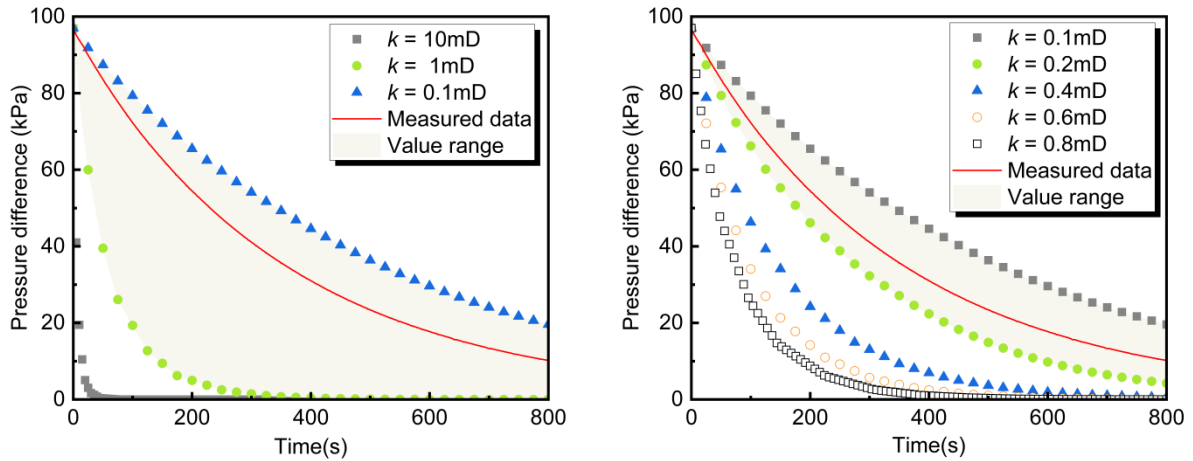 100
80
60
40
20
0
Pressure difference (kPa)
k = 10mD
k = 1mD
k = 0.1mD
Measured data
Value range
0
200
400
600
800
Time(s)
100
80
60
40
20
0
Pressure difference (kPa)
k = 0.1mD
k = 0.2mD
k = 0.4mD
k = 0.6mD
k = 0.8mD
Measured data
Value range
0
200
400
600
800
Time(s)